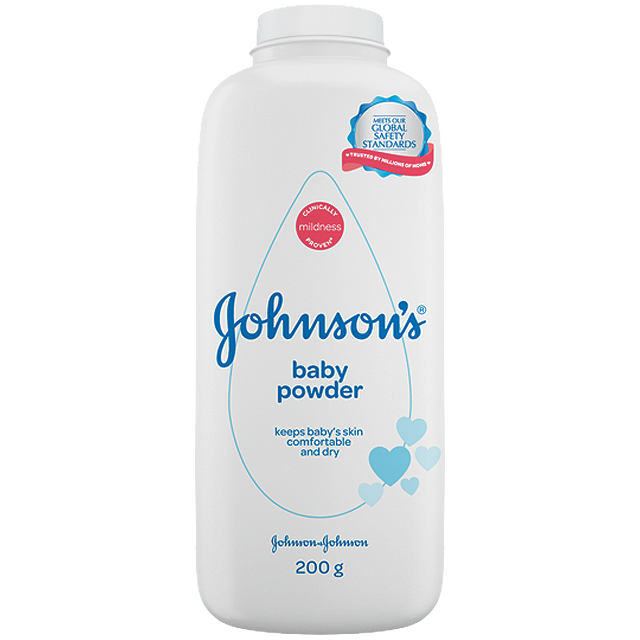 MEETS OUR
GLOBAL
SAFETY
STANDARDS
TRUSTED BY MILLIONS OF MOMS
CLINICALLY
mildness
PROVEN®
Johnson's®
baby
powder
keeps baby's skin
comfortable
and dry
Johnson & Johnson
200 g